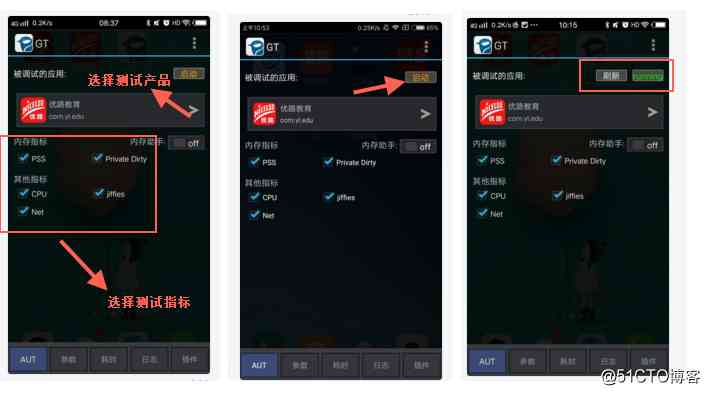 4G 0.2K/s 08:37 HD
GT
被调试的应用: 启动
选择测试产品
优路教育
com.yl.edu
优路
内存指标 内存助手: off
PSS Private Dirty
其他指标
CPU jiffies
Net
选择测试指标
AUT 参数 耗时 日志 插件
上午10:53 0.29K/s 65%
GT
被调试的应用: 启动
优路教育
com.yl.edu
优路
内存指标 内存助手: off
PSS Private Dirty
其他指标
CPU jiffies
Net
AUT 参数 耗时 日志 插件
4G 0.2K/s 10:15 HD
GT
被调试的应用: 刷新 running
优路教育
com.yl.edu
优路
内存指标 内存助手: off
PSS Private Dirty
其他指标
CPU jiffies
Net
AUT 参数 耗时 日志 插件
@51CTO博客